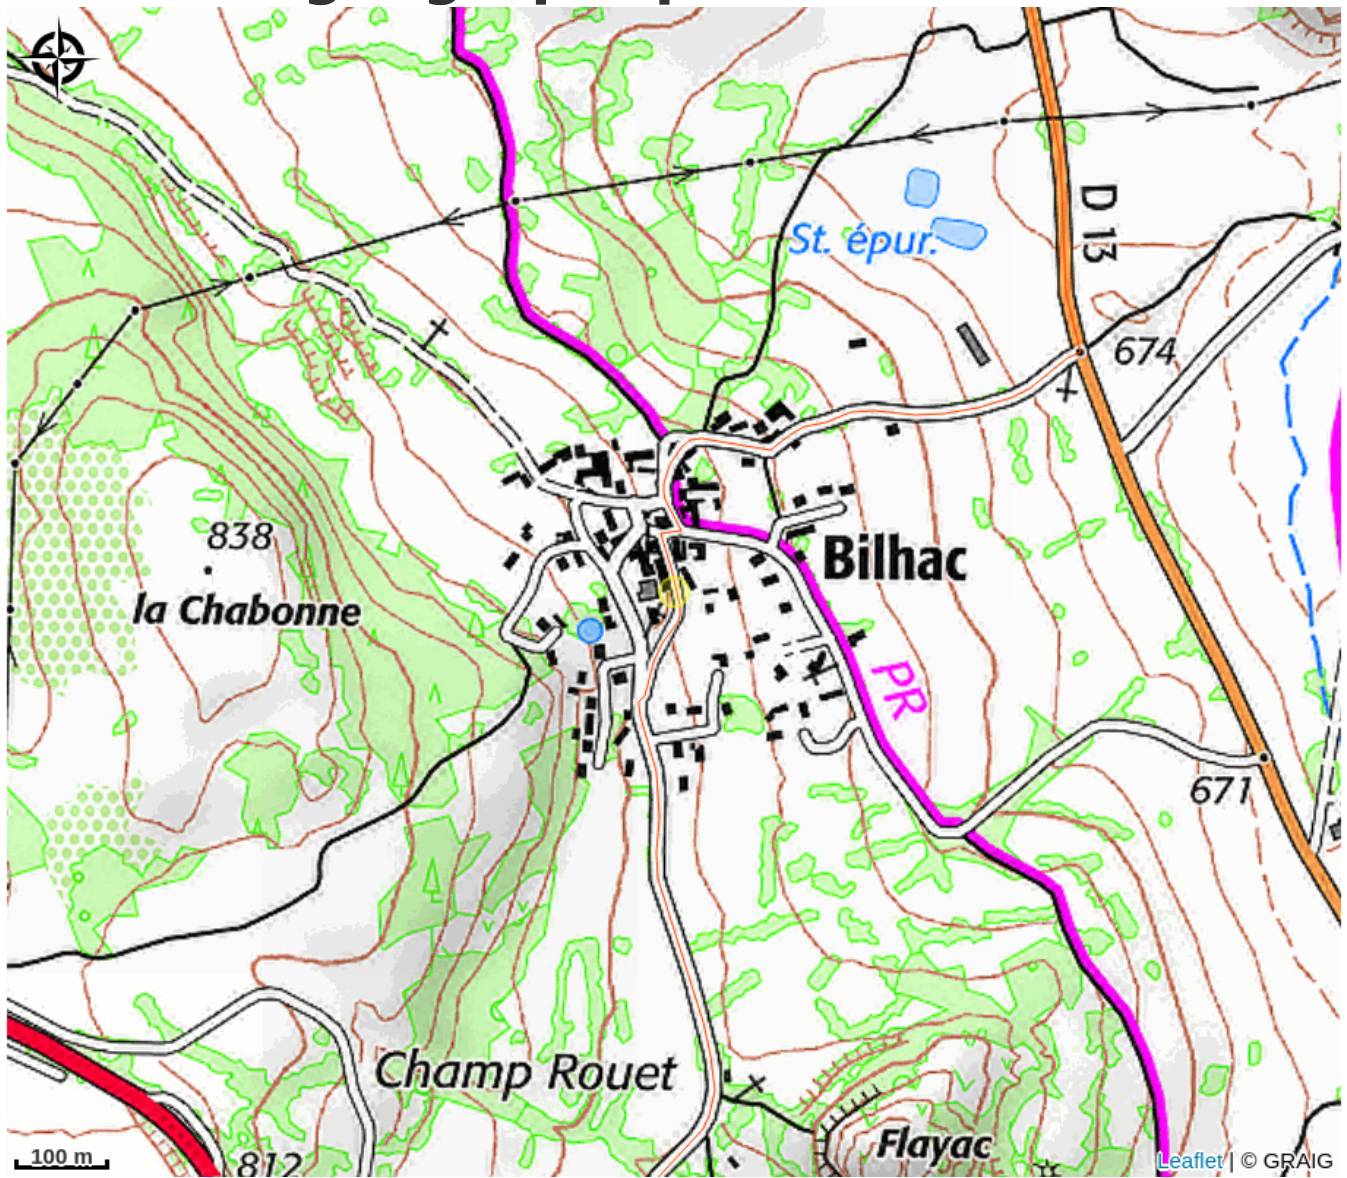 D 13
St. épur.
674
838
Bilhac
la Chabonne
PR
671
Champ Rouet
Flayac
812
100 m
Leaflet | © GRAIG